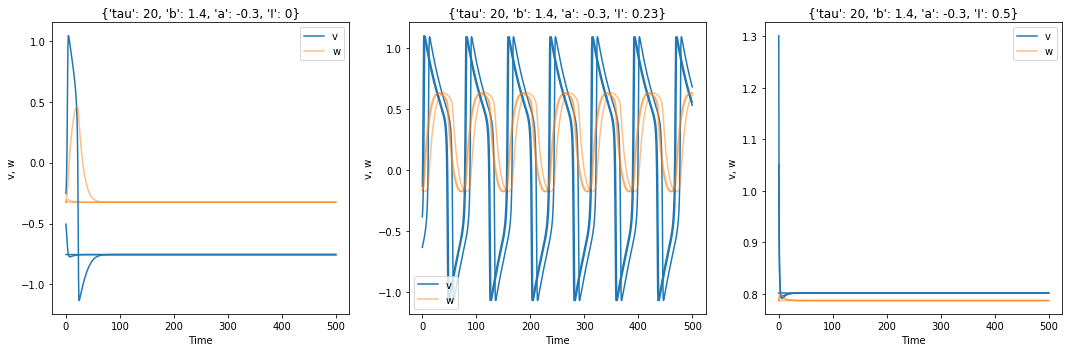 {'tau': 20, 'b': 1.4, 'a': -0.3, 'I': 0}
v
w
v, w
1.0
0.5
0.0
−0.5
−1.0
0
100
200
300
400
500
Time
{'tau': 20, 'b': 1.4, 'a': -0.3, 'I': 0.23}
v, w
1.0
0.5
0.0
−0.5
−1.0
v
w
0
100
200
300
400
500
Time
{'tau': 20, 'b': 1.4, 'a': -0.3, 'I': 0.5}
v
w
v, w
1.3
1.2
1.1
1.0
0.9
0.8
0
100
200
300
400
500
Time